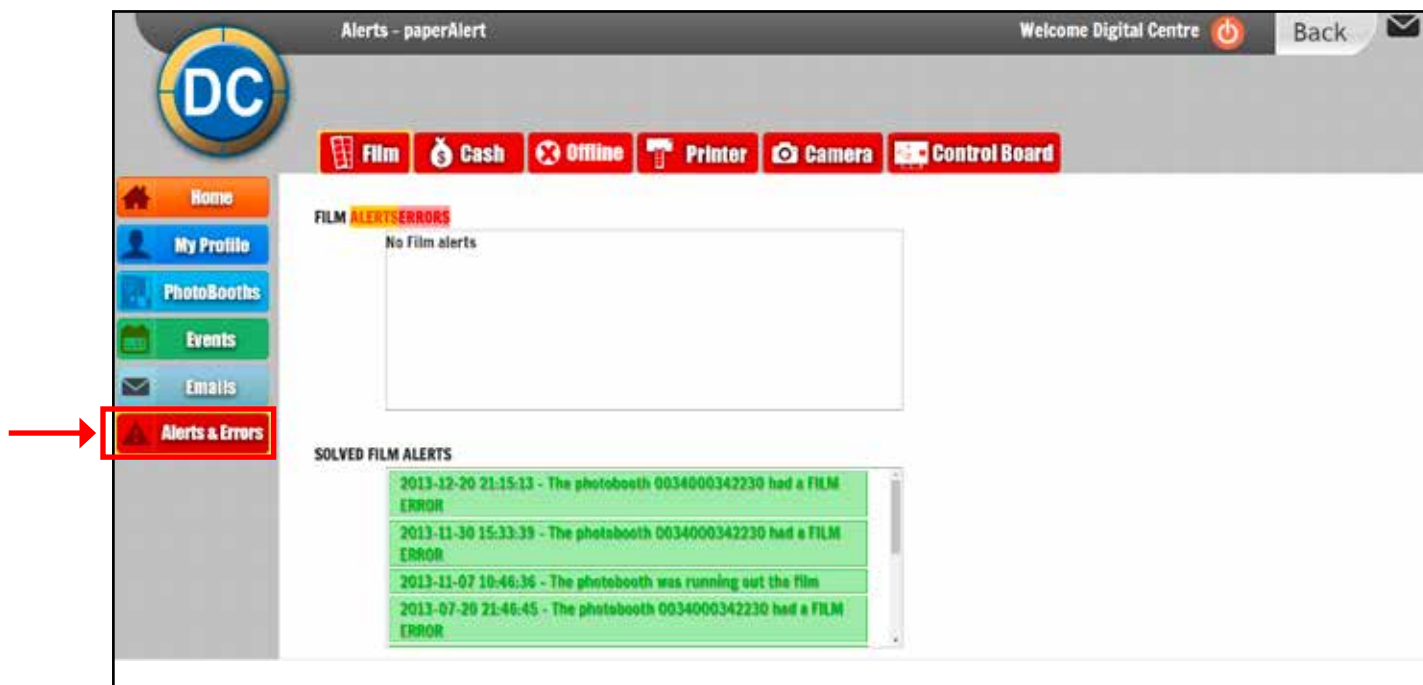 Alerts - paperAlert
Welcome Digital Centre
Back
DC
Film
Cash
Offline
Printer
Camera
Control Board
Home
My Profile
PhotoBooths
Events
Emails
Alerts & Errors
FILM ALERTSERRORS
No Film alerts
SOLVED FILM ALERTS
2013-12-20 21:15:13 - The photobooth 0034000342230 had a FILM
ERROR
2013-11-30 15:33:39 - The photobooth 0034000342230 had a FILM
ERROR
2013-11-07 10:46:36 - The photobooth was running out the film
2013-07-20 21:46:45 - The photobooth 0034000342230 had a FILM
ERROR